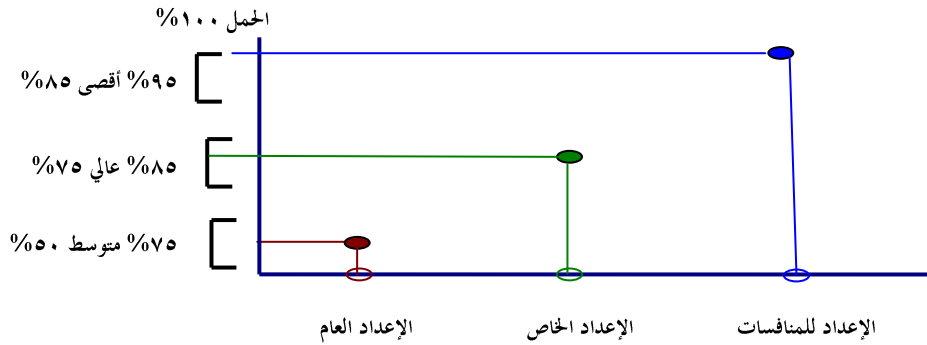 الحمل ١٠٠%
٩٥% أقصى ٨٥%
٨٥% عالي ٧٥%
٧٥% متوسط ٥٠%
الإعداد للمنافسات
الإعداد الخاص
الإعداد العام